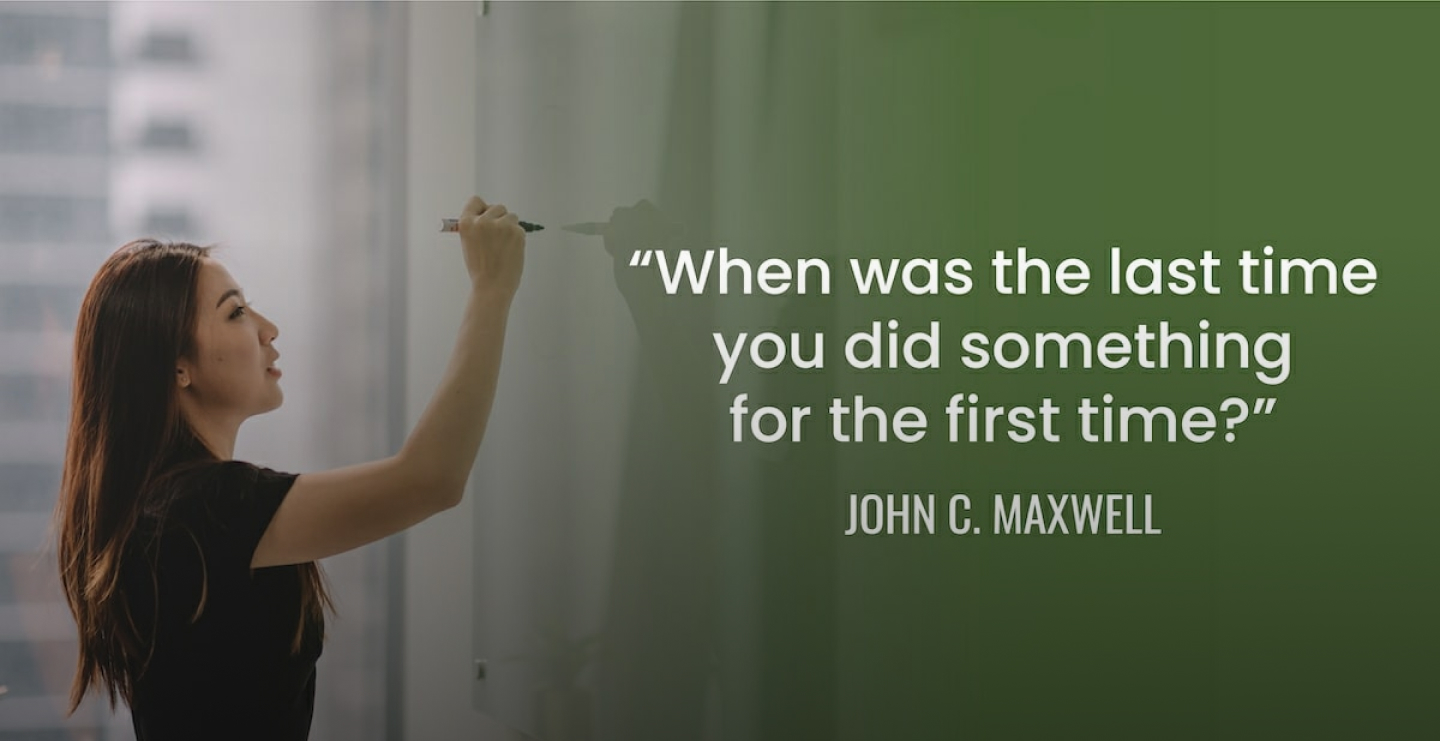 “When was the last time
you did something
for the first time?”
JOHN C. MAXWELL